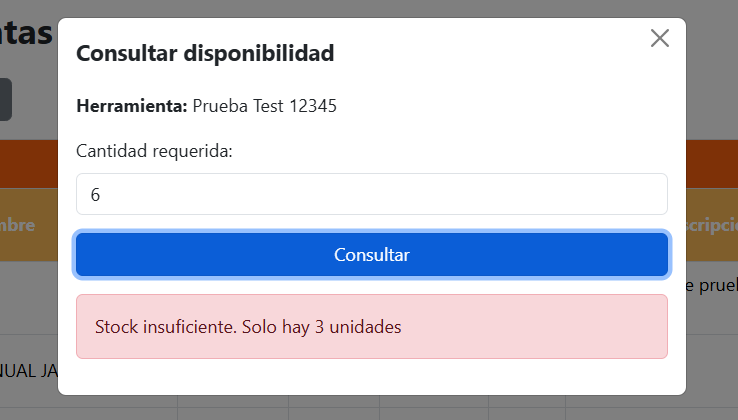 Consultar disponibilidad
Herramienta: Prueba Test 12345
Cantidad requerida:
6
Consultar
Stock insuficiente. Solo hay 3 unidades